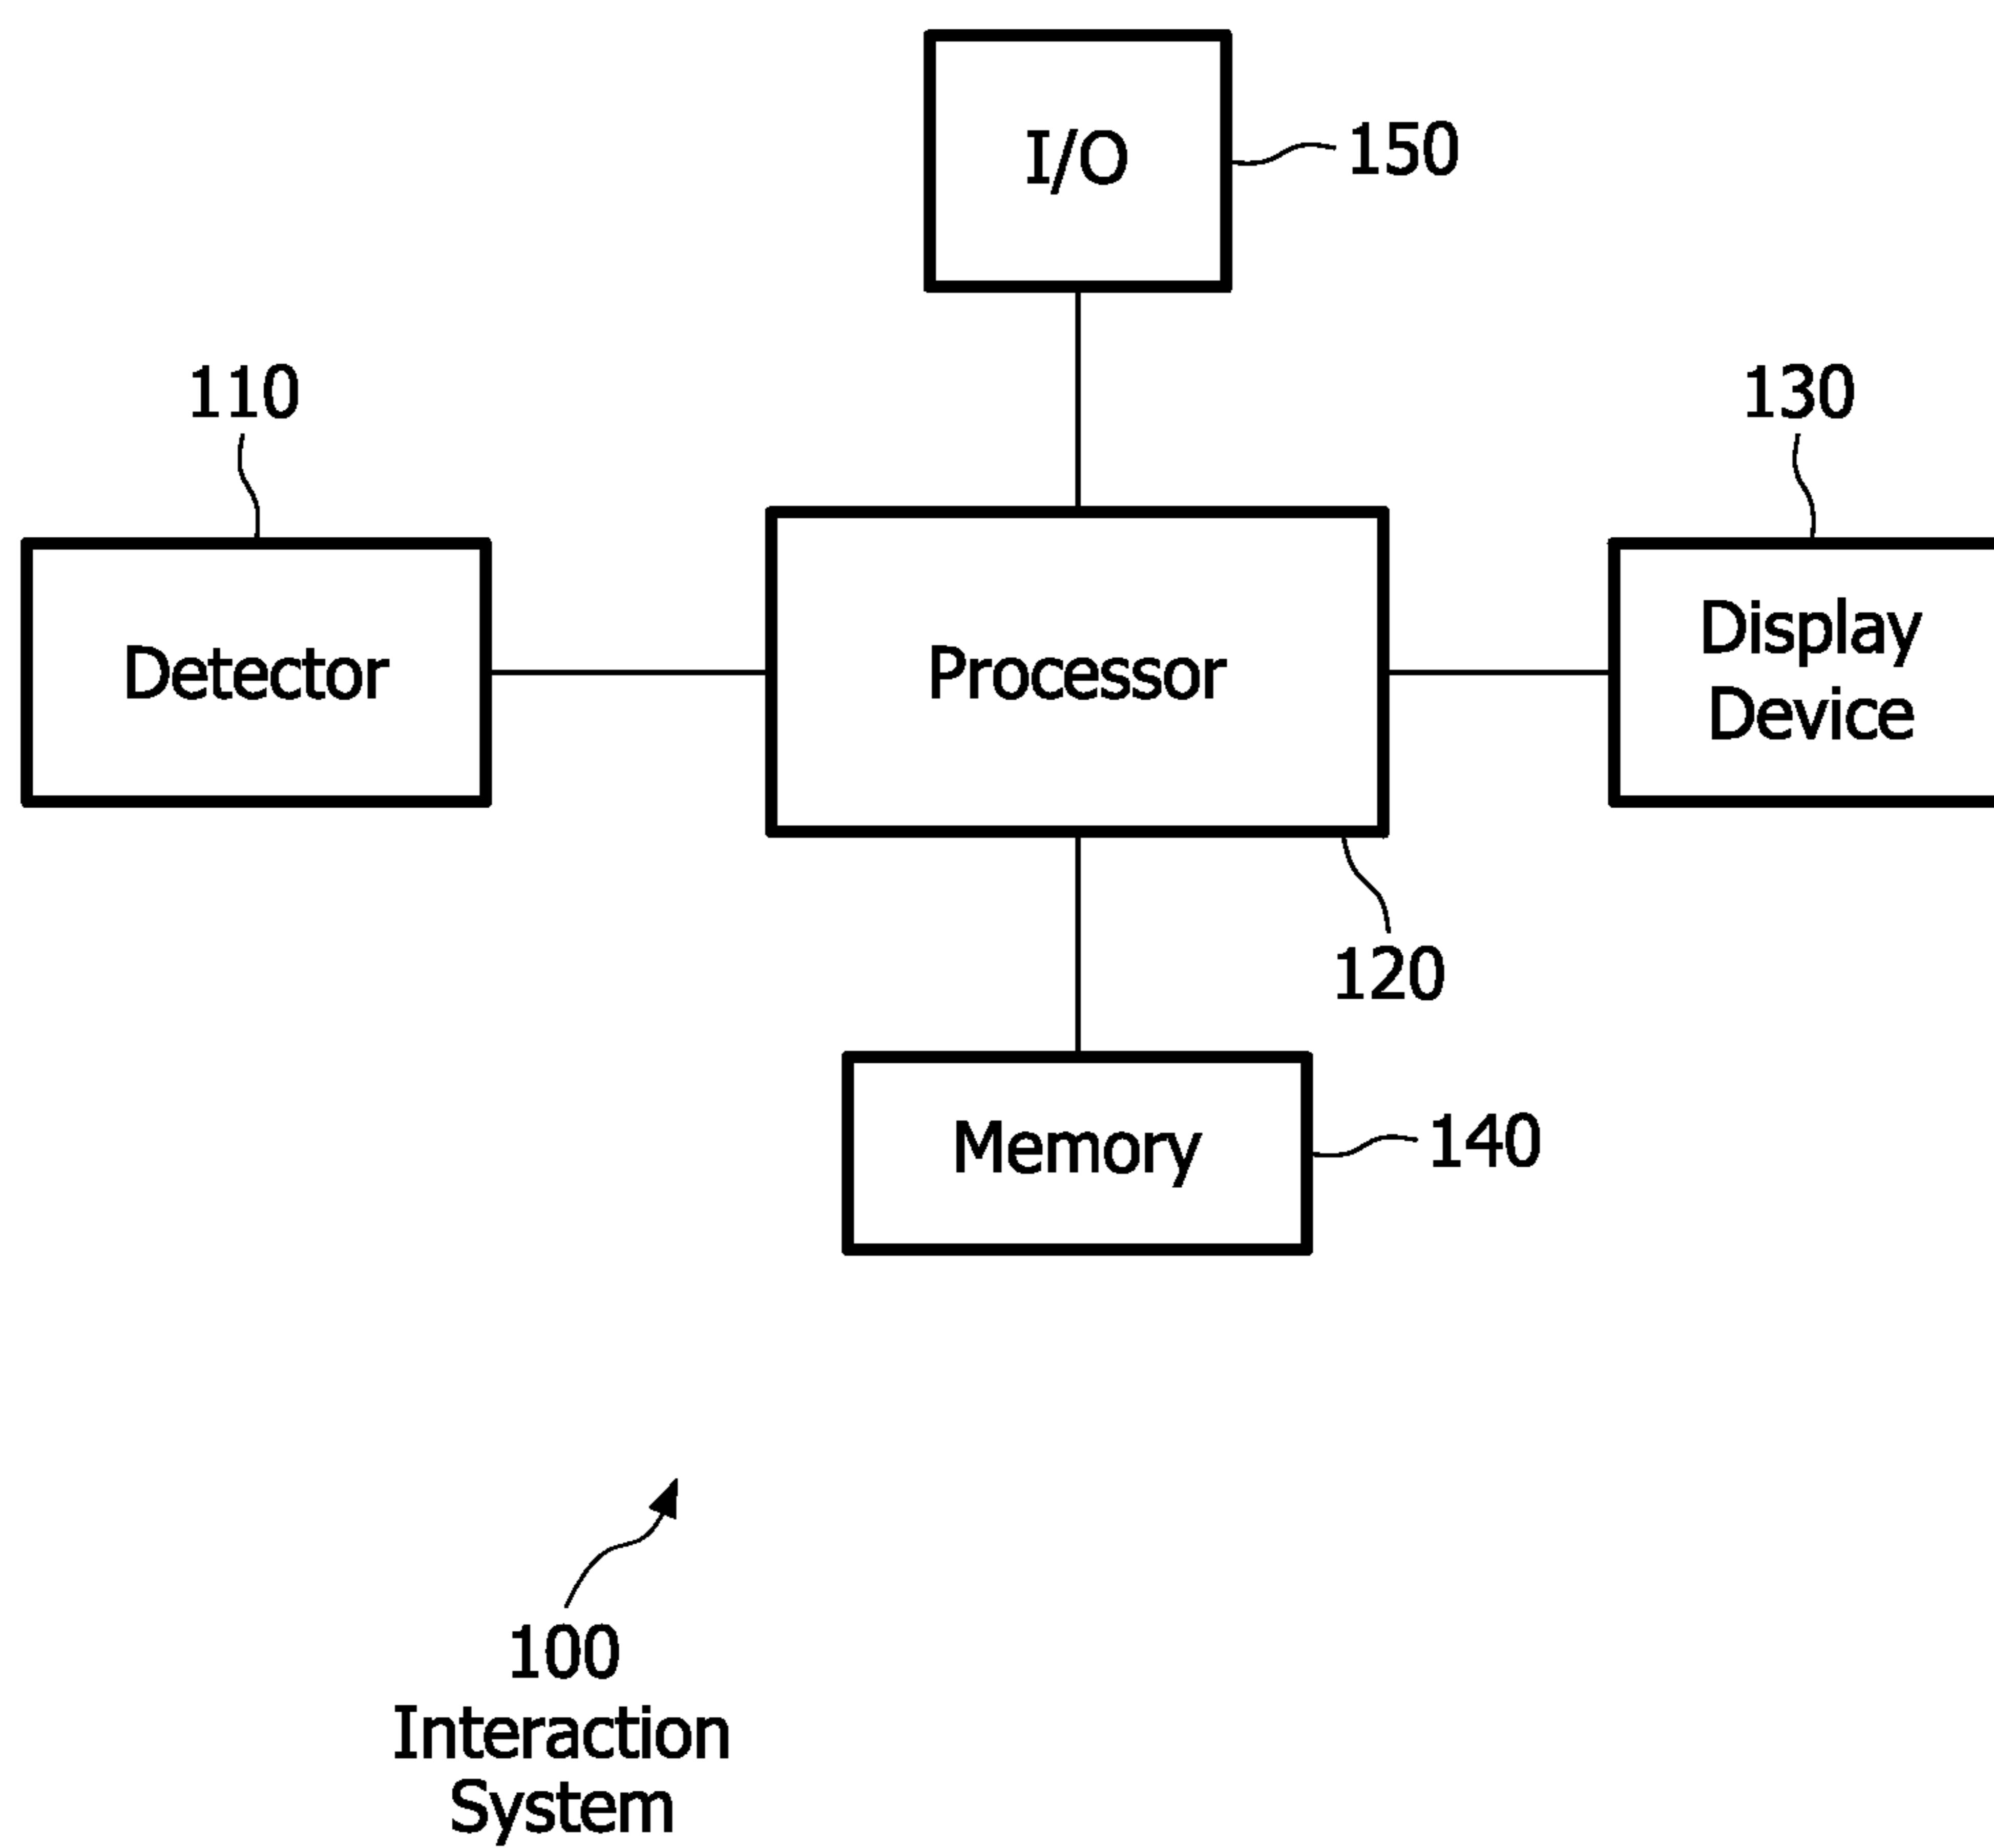 I/O
150
110
130
Detector
Processor
Display
Device
120
Memory
140
100
Interaction
System